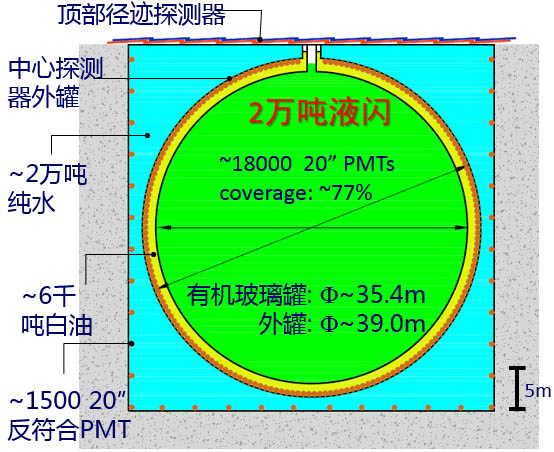 顶部径迹探测器
中心探测
器外罐
2万吨液闪
~18000 20” PMTs
coverage: ~77%
~2万吨
纯水
有机玻璃罐: Φ~35.4m
外罐: Φ~39.0m
~6千
吨白油
5m
~1500 20”
反符合PMT